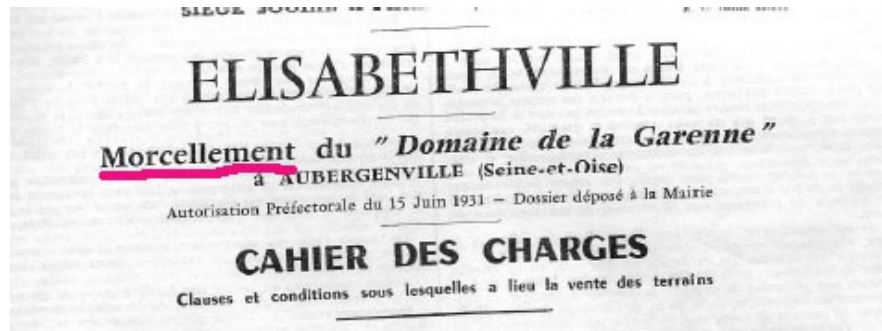 ELISABETHVILLE
Morcellement du "Domaine de la Garenne"
à AUBERGENVILLE (Seine-et-Oise)
Autorisation Préfectorale du 15 Juin 1931 — Dossier déposé à la Mairie
CAHIER DES CHARGES
Clauses et conditions sous lesquelles a lieu la vente des terrains